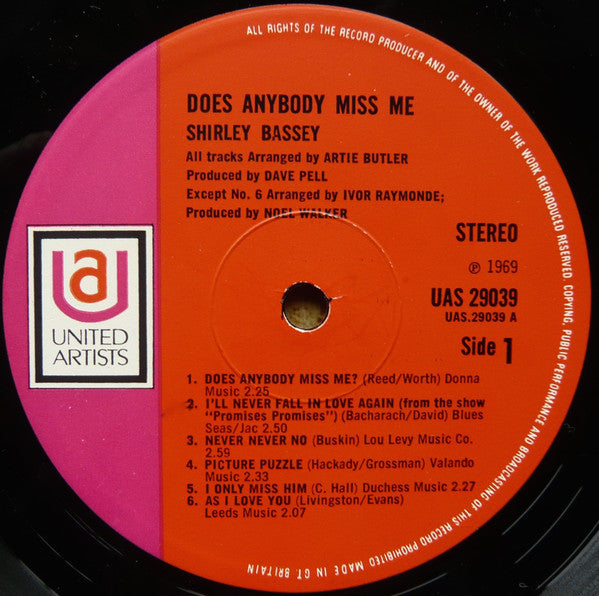 ALL RIGHTS OF THE RECORD PRODUCER AND OF THE OWNER OF THE WORK REPRODUCED RESERVED. COPYING, PUBLIC PERFORMANCE AND BROADCASTING OF THIS RECORD PROHIBITED MADE IN GT. BRITAIN
DOES ANYBODY MISS ME
SHIRLEY BASSEY
All tracks Arranged by ARTIE BUTLER
Produced by DAVE PELL
Except No. 6 Arranged by IVOR RAYMONDE;
Produced by NOEL WALKER
STEREO
℗ 1969
UAS 29039
UAS.29039 A
Side 1
ua
UNITED
ARTISTS
1. DOES ANYBODY MISS ME? (Reed/Worth) Donna
Music 2.25
2. I'LL NEVER FALL IN LOVE AGAIN (from the show
"Promises Promises") (Bacharach/David) Blues
Seas/Jac 2.50
3. NEVER NEVER NO (Buskin) Lou Levy Music Co.
2.59
4. PICTURE PUZZLE (Hackady/Grossman) Valando
Music 2.33
5. I ONLY MISS HIM (C. Hall) Duchess Music 2.27
6. AS I LOVE YOU (Livingston/Evans)
Leeds Music 2.07